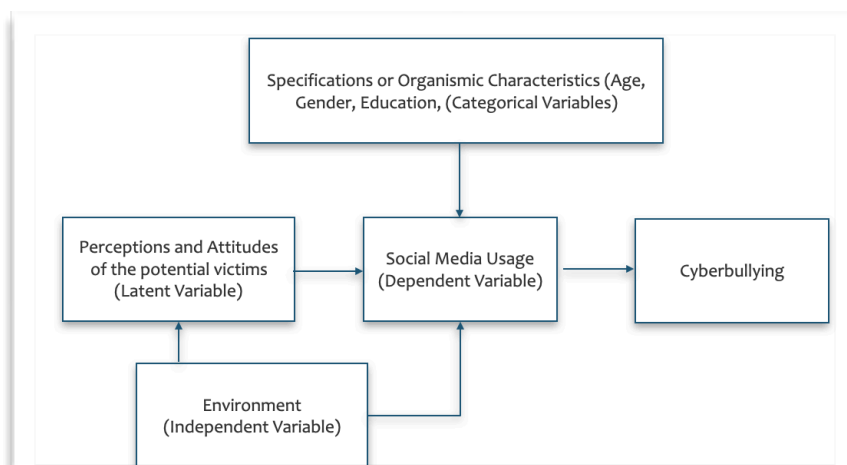 Specifications or Organismic Characteristics (Age,
Gender, Education, (Categorical Variables)
Perceptions and Attitudes
of the potential victims
(Latent Variable)
Social Media Usage
(Dependent Variable)
Cyberbullying
Environment
(Independent Variable)